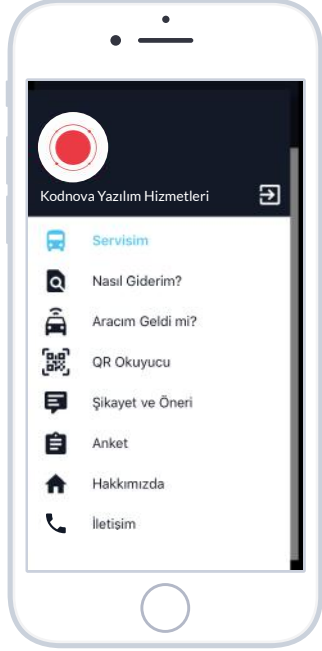 Kodnova Yazılım Hizmetleri
Servisim
Nasıl Giderim?
Aracım Geldi mi?
QR Okuyucu
Şikayet ve Öneri
Anket
Hakkımızda
İletişim